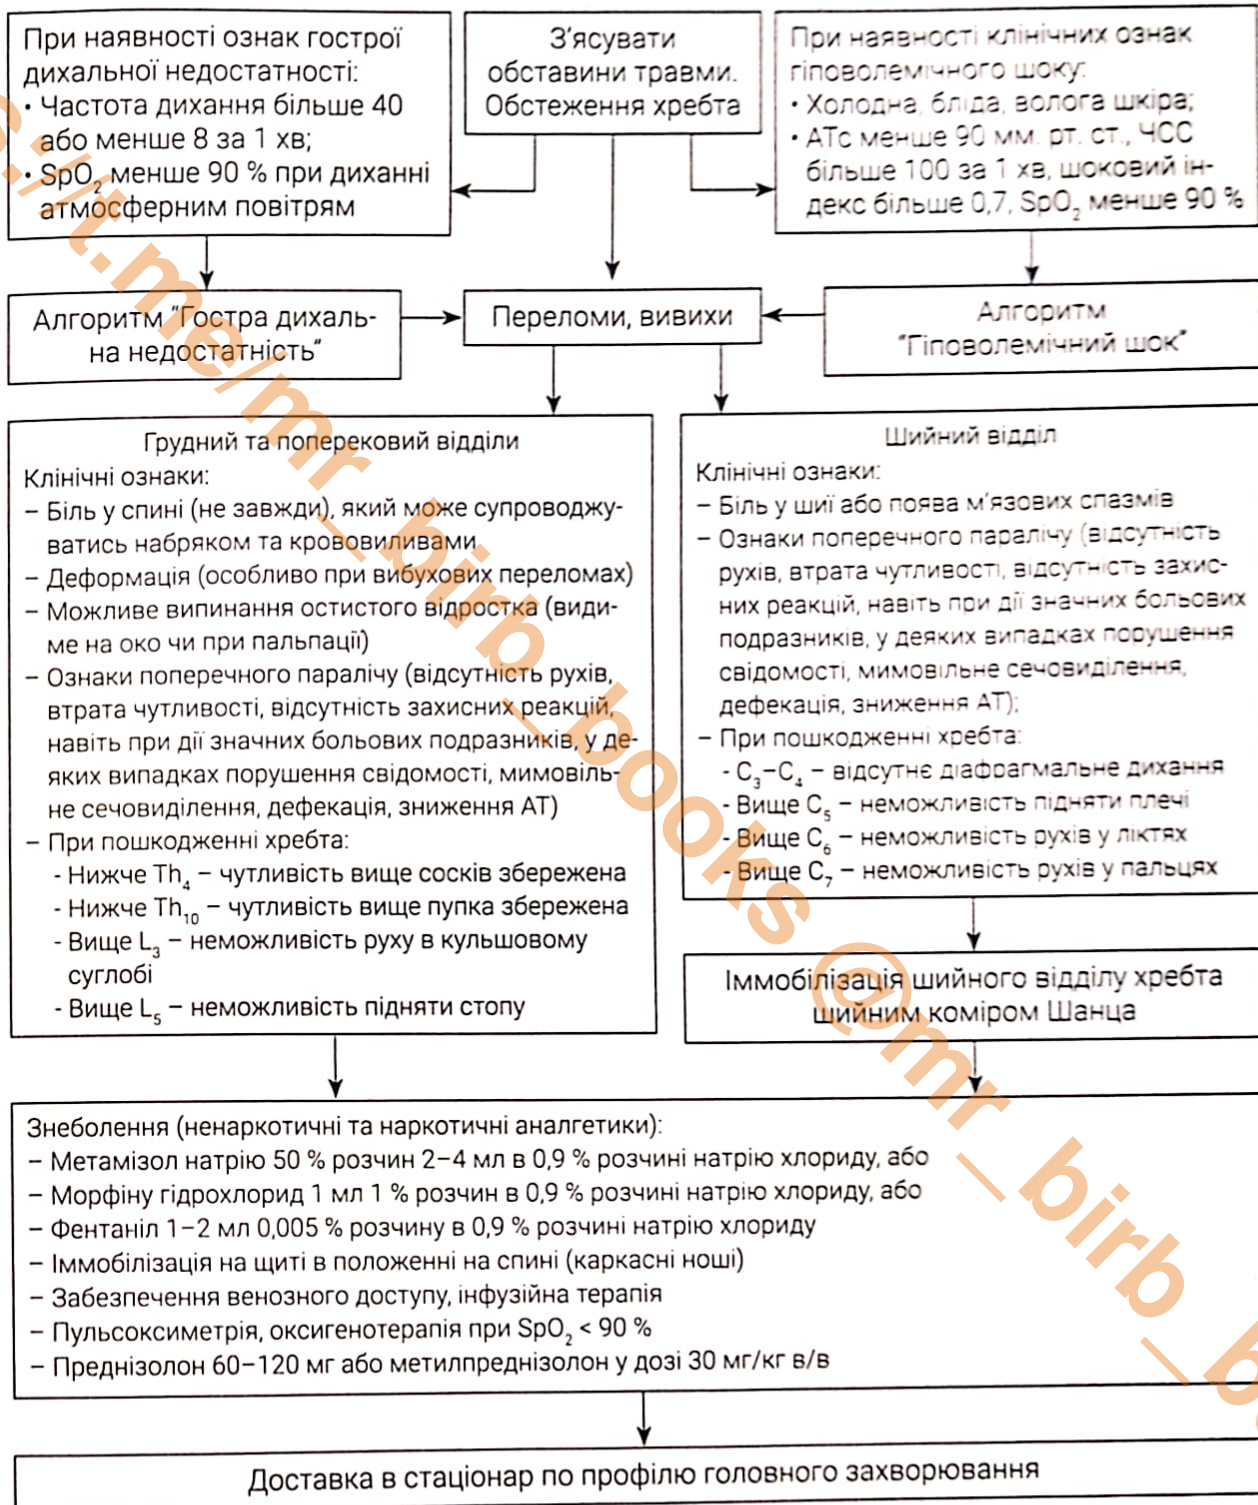 При наявності ознак гострої
дихальної недостатності:
• Частота дихання більше 40
або менше 8 за 1 хв;
• SpO₂ менше 90 % при диханні
атмосферним повітрям
З'ясувати
обставини травми.
Обстеження хребта
При наявності клінічних ознак
гіповолемічного шоку:
• Холодна, бліда, волога шкіра;
• АТс менше 90 мм. рт. ст., ЧСС
більше 100 за 1 хв, шоковий ін-
декс більше 0,7, SpO₂ менше 90 %
Алгоритм "Гостра дихаль-
на недостатність"
Переломи, вивихи
Алгоритм
"Гіповолемічний шок"
Грудний та поперековий відділи
Клінічні ознаки:
– Біль у спині (не завжди), який може супроводжу-
ватись набряком та крововиливами
– Деформація (особливо при вибухових переломах)
– Можливе випинання остистого відростка (види-
ме на око чи при пальпації)
– Ознаки поперечного паралічу (відсутність рухів,
втрата чутливості, відсутність захисних реакцій,
навіть при дії значних больових подразників, у де-
яких випадках порушення свідомості, мимовіль-
не сечовиділення, дефекація, зниження АТ)
– При пошкодженні хребта:
- Нижче Th₄ – чутливість вище сосків збережена
- Нижче Th₁₀ – чутливість вище пупка збережена
- Вище L₃ – неможливість руху в кульшовому
суглобі
- Вище L₅ – неможливість підняти стопу
Шийний відділ
Клінічні ознаки:
– Біль у шиї або поява м'язових спазмів
– Ознаки поперечного паралічу (відсутність
рухів, втрата чутливості, відсутність захис-
них реакцій, навіть при дії значних больових
подразників, у деяких випадках порушення
свідомості, мимовільне сечовиділення,
дефекація, зниження АТ);
– При пошкодженні хребта:
- C₃–C₄ – відсутнє діафрагмальне дихання
- Вище C₅ – неможливість підняти плечі
- Вище C₆ – неможливість рухів у ліктях
- Вище C₇ – неможливість рухів у пальцях
Іммобілізація шийного відділу хребта
шийним коміром Шанца
Знеболення (ненаркотичні та наркотичні аналгетики):
– Метамізол натрію 50 % розчин 2–4 мл в 0,9 % розчині натрію хлориду, або
– Морфіну гідрохлорид 1 мл 1 % розчин в 0,9 % розчині натрію хлориду, або
– Фентаніл 1–2 мл 0,005 % розчину в 0,9 % розчині натрію хлориду
– Іммобілізація на щиті в положенні на спині (каркасні ноші)
– Забезпечення венозного доступу, інфузійна терапія
– Пульсоксиметрія, оксигенотерапія при SpO₂ < 90 %
– Преднізолон 60–120 мг або метилпреднізолон у дозі 30 мг/кг в/в
Доставка в стаціонар по профілю головного захворювання
s://t.me/mr_birb_books @mr_birb_bo